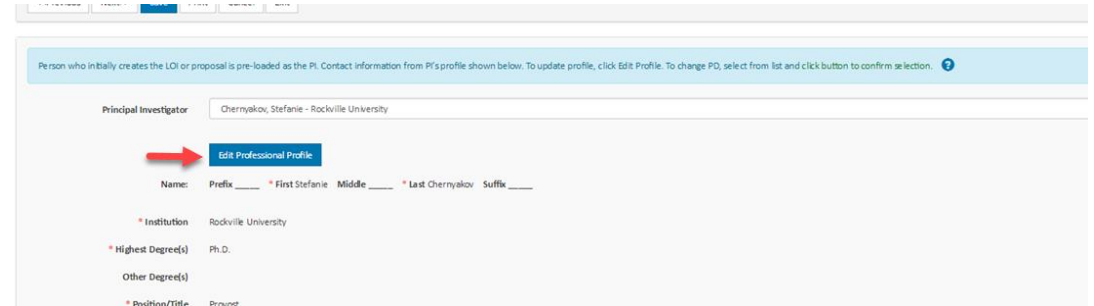 Save
Person who initially creates the LOI or proposal is pre-loaded as the PI. Contact information from PI's profile shown below. To update profile, click Edit Profile. To change PD, select from list and click button to confirm selection. ?
Principal Investigator Chernyakov, Stefanie - Rockville University
Edit Professional Profile
Name: Prefix _____ * First Stefanie Middle _____ * Last Chernyakov Suffix _____
* Institution Rockville University
* Highest Degree(s) Ph.D.
Other Degree(s)
* Position/Title Provost